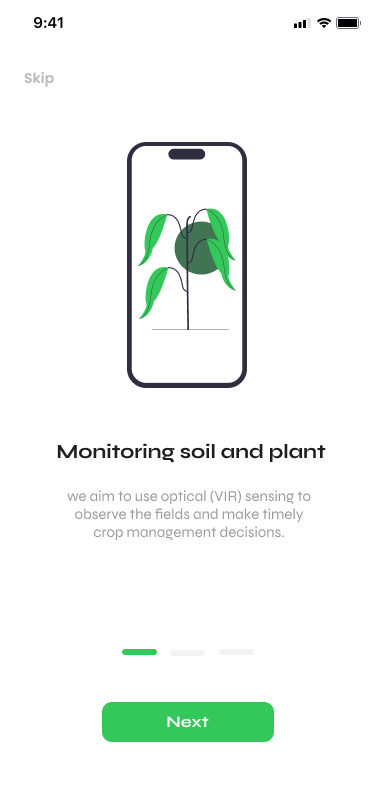 9:41
Skip
Monitoring soil and plant
we aim to use optical (VIR) sensing to
observe the fields and make timely
crop management decisions.
Next